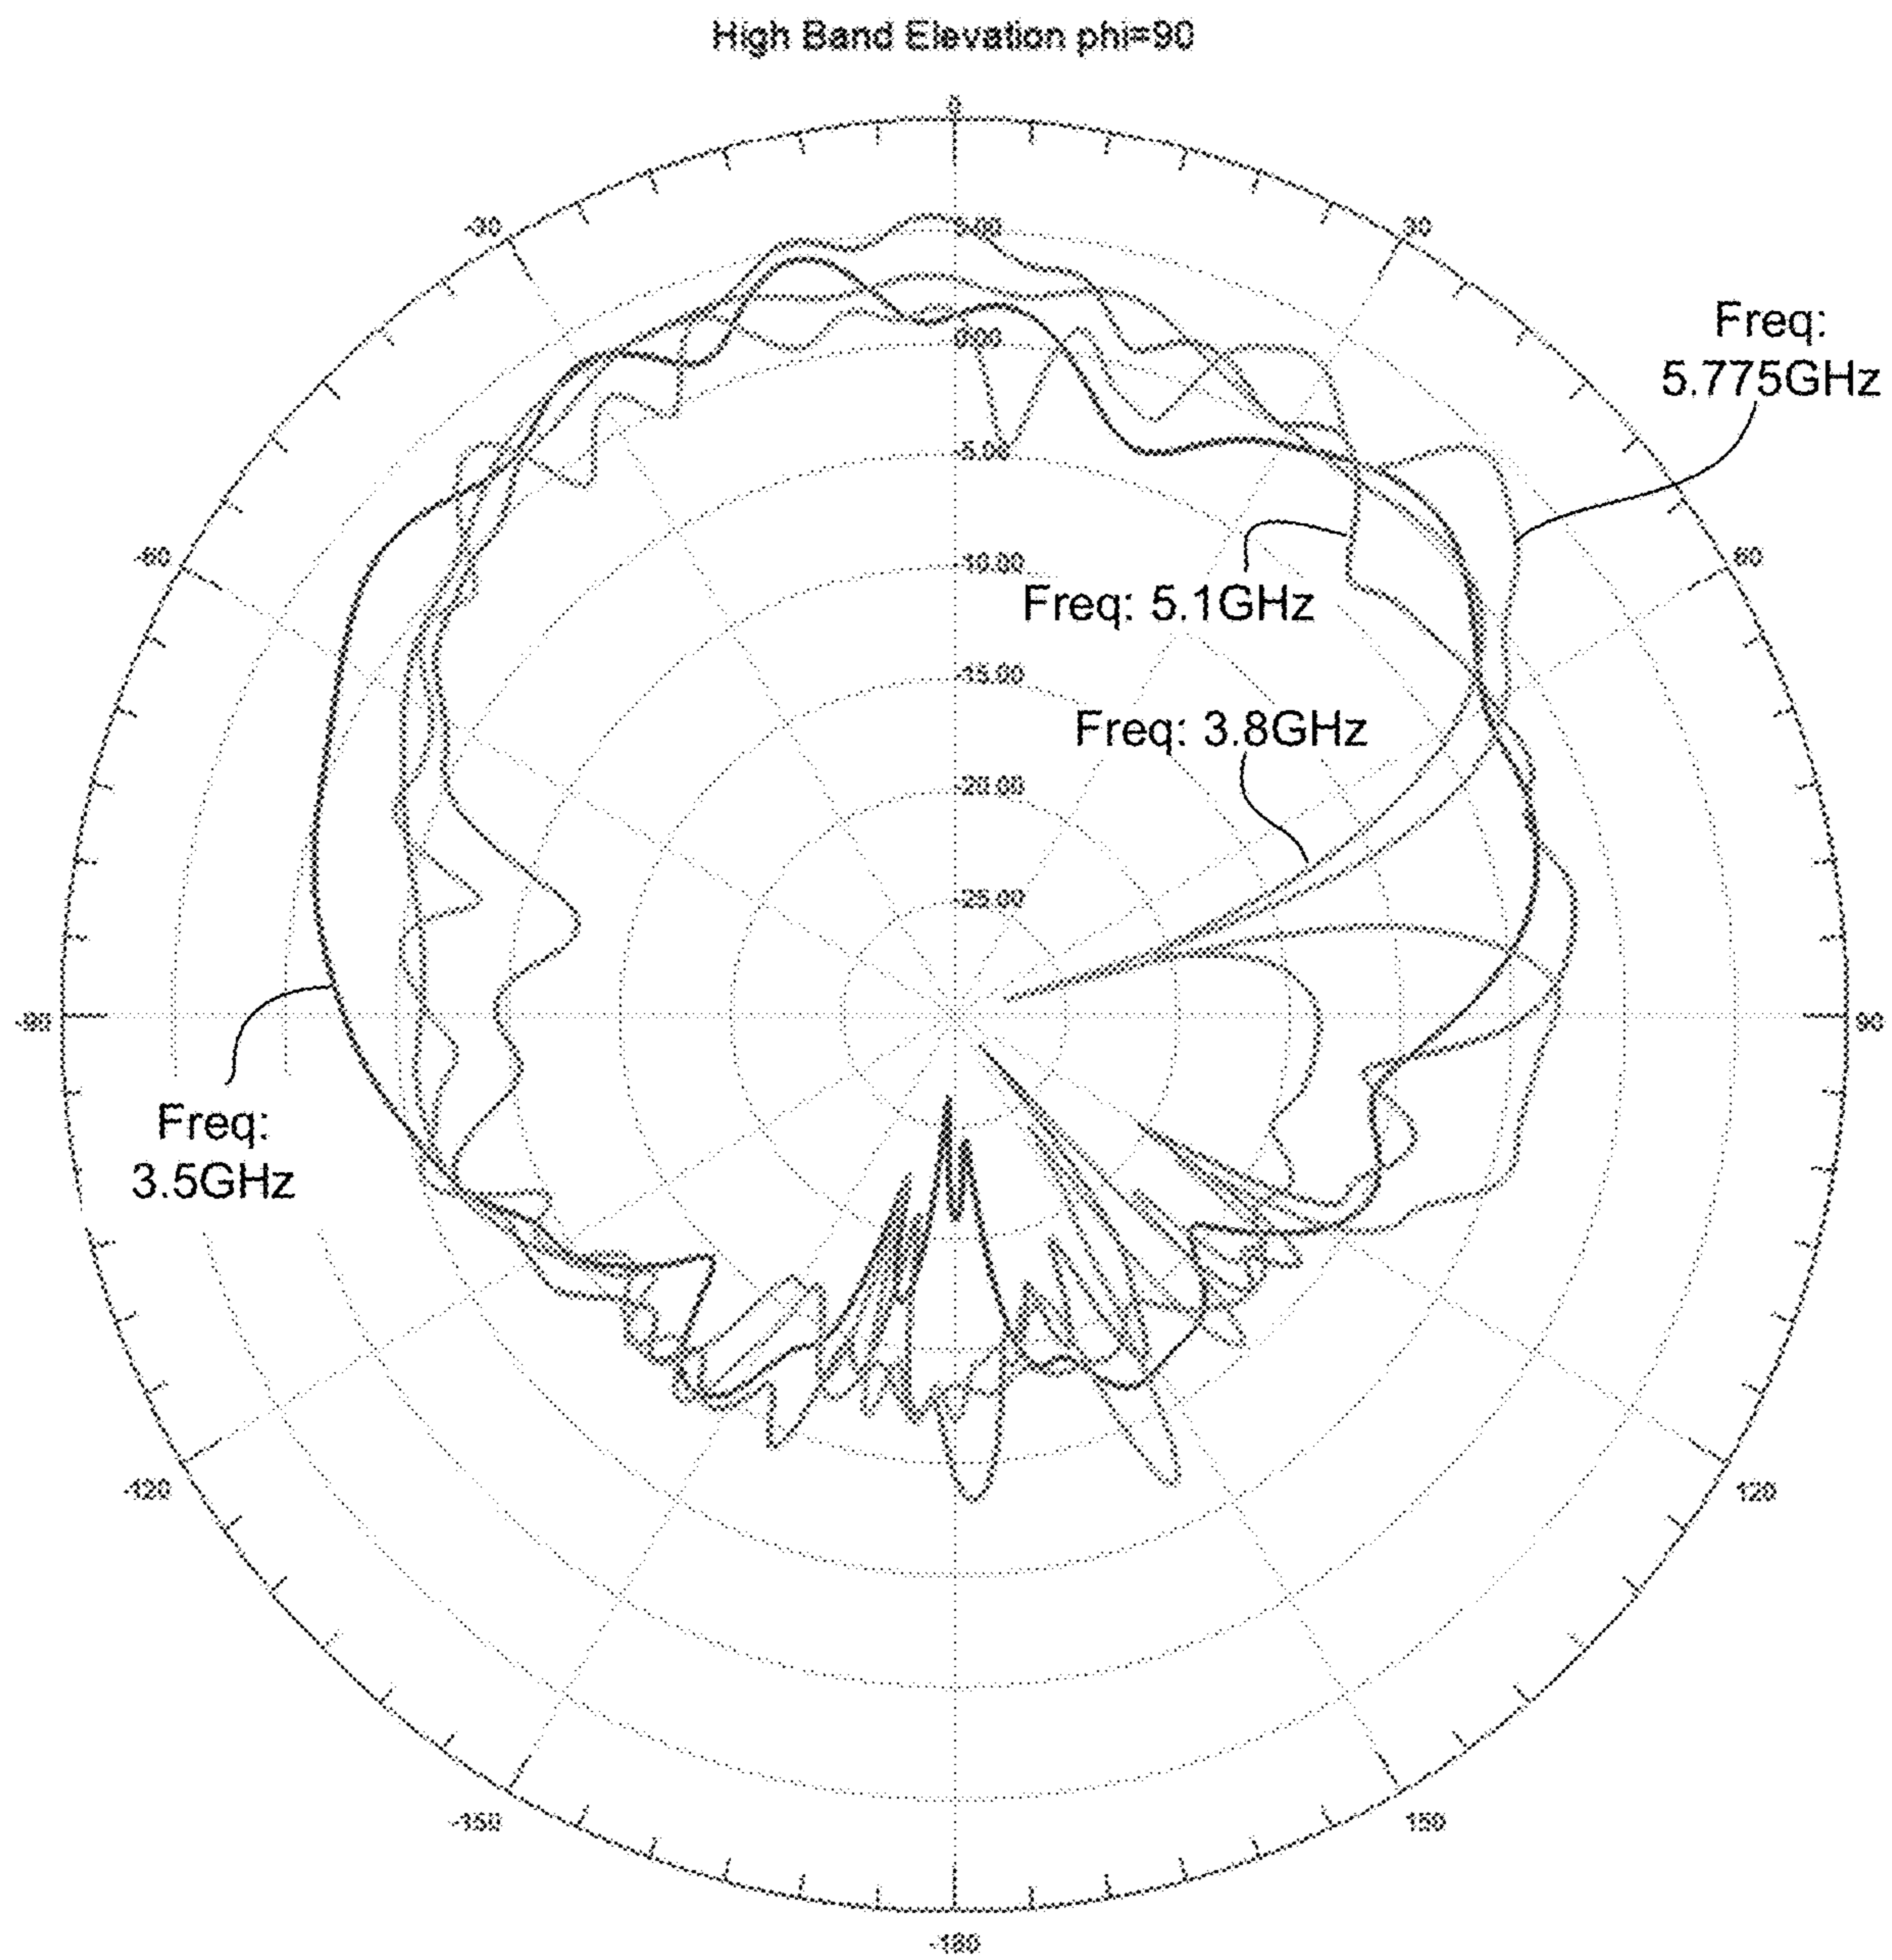 High Band Elevation phi=90
0
-30
30
5.00
0.00
Freq:
5.775GHz
-5.00
-60
60
-10.00
Freq: 5.1GHz
-15.00
Freq: 3.8GHz
-20.00
-25.00
-90
90
Freq:
3.5GHz
-120
120
-150
150
-180